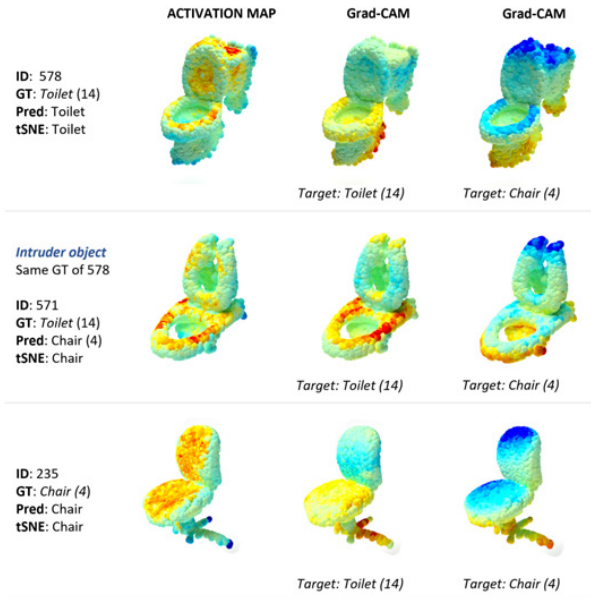 ACTIVATION MAP Grad-CAM Grad-CAM
ID: 578
GT: Toilet (14)
Pred: Toilet
tSNE: Toilet
Target: Toilet (14) Target: Chair (4)
Intruder object
Same GT of 578
ID: 571
GT: Toilet (14)
Pred: Chair (4)
tSNE: Chair
Target: Toilet (14) Target: Chair (4)
ID: 235
GT: Chair (4)
Pred: Chair
tSNE: Chair
Target: Toilet (14) Target: Chair (4)